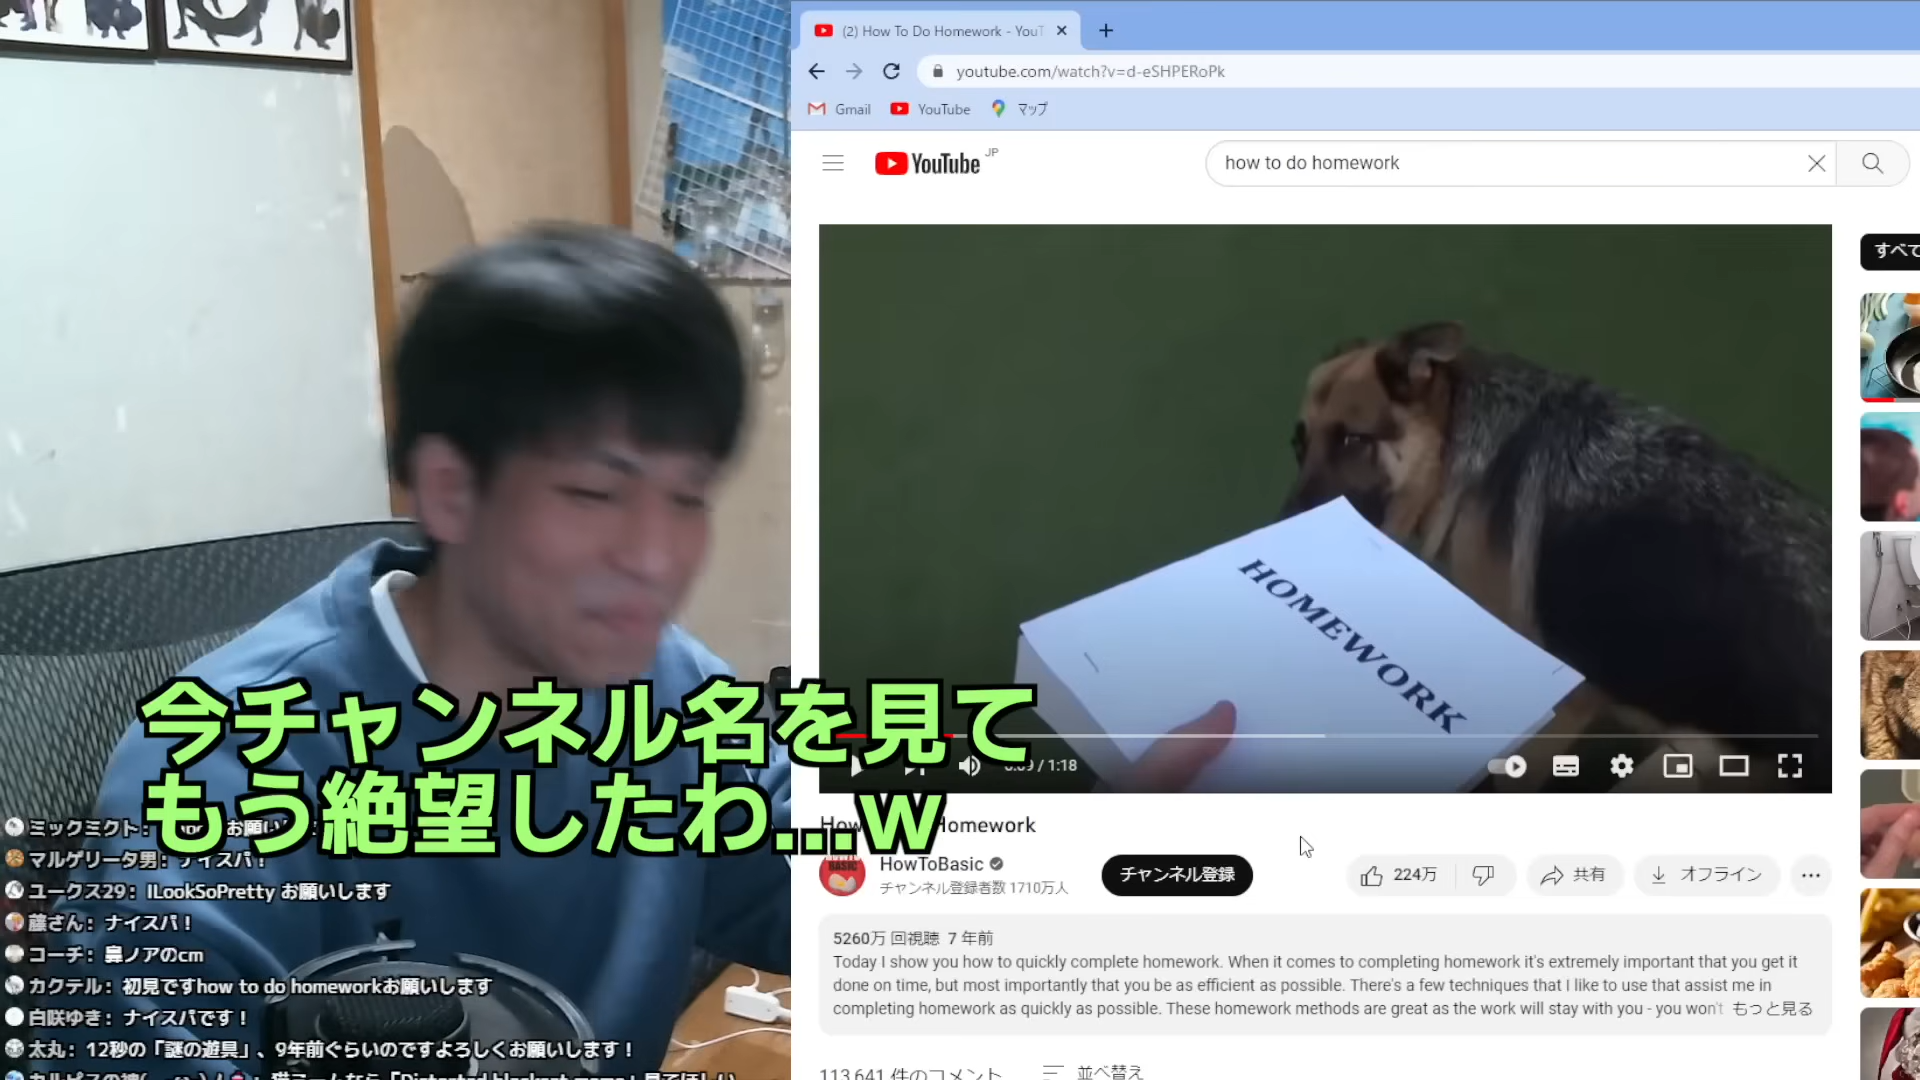 (2) How To Do Homework - YouT
youtube.com/watch?v=d-eSHPERoPk
Gmail YouTube マップ
YouTube JP
how to do homework
すべて
HOMEWORK
今チャンネル名を見て
もう絶望したわ...w
/ 1:18
How Homework
HowToBasic
チャンネル登録者数 1710万人
チャンネル登録
224万
共有
オフライン
5260万 回視聴 7 年前
Today I show you how to quickly complete homework. When it comes to completing homework it's extremely important that you get it
done on time, but most importantly that you be as efficient as possible. There's a few techniques that I like to use that assist me in
completing homework as quickly as possible. These homework methods are great as the work will stay with you - you won't もっと見る
113,641 件のコメント
並べ替え
ミックミクト: お願い
マルゲリータ男: ナイスパ！
ユークス29: ILookSoPretty お願いします
藤さん: ナイスパ！
コーチ: 鼻ノアのcm
カクテル: 初見ですhow to do homeworkお願いします
白咲ゆき: ナイスパです！
太丸: 12秒の「謎の遊具」、9年前ぐらいのですよろしくお願いします！